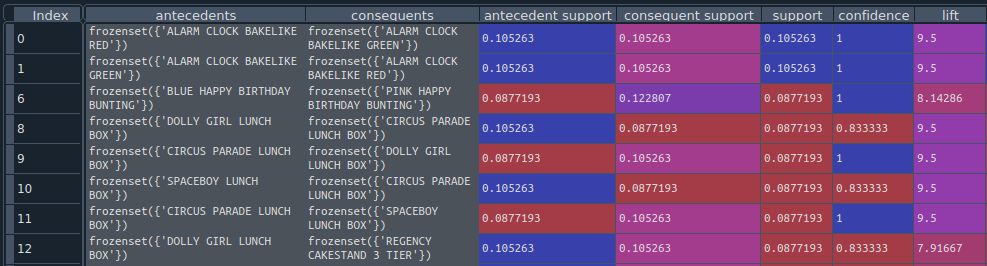 Index antecedents consequents antecedent support consequent support support confidence lift
0 frozenset({'ALARM CLOCK BAKELIKE RED'}) frozenset({'ALARM CLOCK BAKELIKE GREEN'}) 0.105263 0.105263 0.105263 1 9.5
1 frozenset({'ALARM CLOCK BAKELIKE GREEN'}) frozenset({'ALARM CLOCK BAKELIKE RED'}) 0.105263 0.105263 0.105263 1 9.5
6 frozenset({'BLUE HAPPY BIRTHDAY BUNTING'}) frozenset({'PINK HAPPY BIRTHDAY BUNTING'}) 0.0877193 0.122807 0.0877193 1 8.14286
8 frozenset({'DOLLY GIRL LUNCH BOX'}) frozenset({'CIRCUS PARADE LUNCH BOX'}) 0.105263 0.0877193 0.0877193 0.833333 9.5
9 frozenset({'CIRCUS PARADE LUNCH BOX'}) frozenset({'DOLLY GIRL LUNCH BOX'}) 0.0877193 0.105263 0.0877193 1 9.5
10 frozenset({'SPACEBOY LUNCH BOX'}) frozenset({'CIRCUS PARADE LUNCH BOX'}) 0.105263 0.0877193 0.0877193 0.833333 9.5
11 frozenset({'CIRCUS PARADE LUNCH BOX'}) frozenset({'SPACEBOY LUNCH BOX'}) 0.0877193 0.105263 0.0877193 1 9.5
12 frozenset({'DOLLY GIRL LUNCH BOX'}) frozenset({'REGENCY CAKESTAND 3 TIER'}) 0.105263 0.105263 0.0877193 0.833333 7.91667